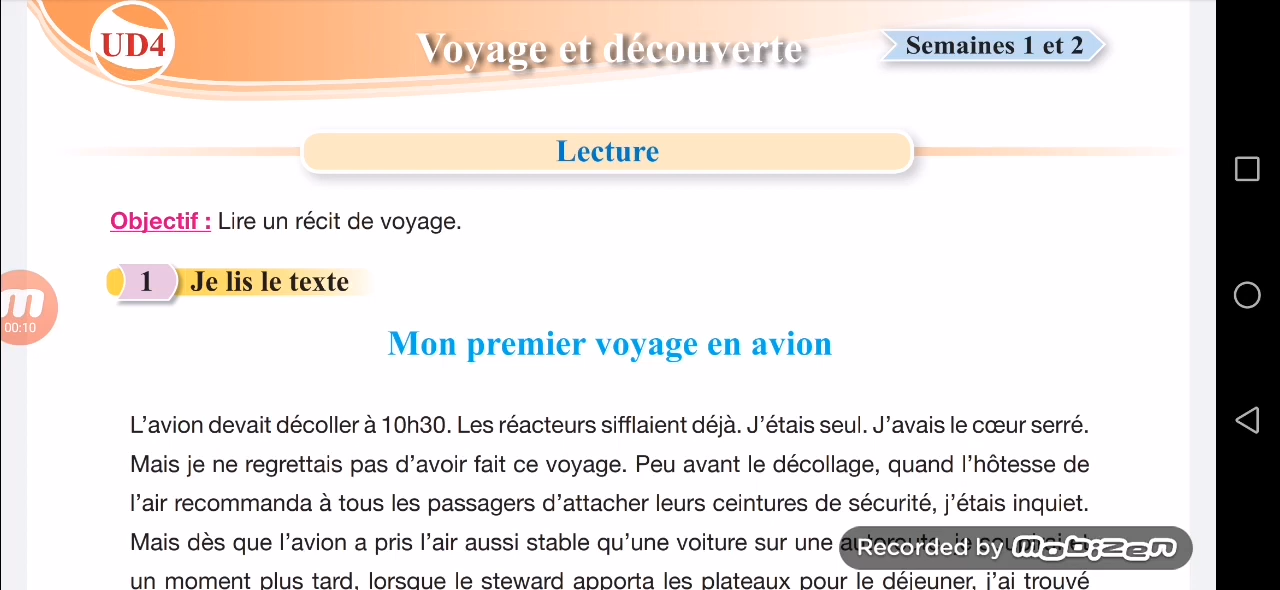 UD4
Voyage et découverte
Semaines 1 et 2
Lecture
Objectif : Lire un récit de voyage.
1 Je lis le texte
Mon premier voyage en avion
L’avion devait décoller à 10h30. Les réacteurs sifflaient déjà. J’étais seul. J’avais le cœur serré.
Mais je ne regrettais pas d’avoir fait ce voyage. Peu avant le décollage, quand l’hôtesse de
l’air recommanda à tous les passagers d’attacher leurs ceintures de sécurité, j’étais inquiet.
Mais dès que l’avion a pris l’air aussi stable qu’une voiture sur une
un moment plus tard, lorsque le steward apporta les plateaux pour le déjeuner, j’ai trouvé
m
00:10
Recorded by mobizen